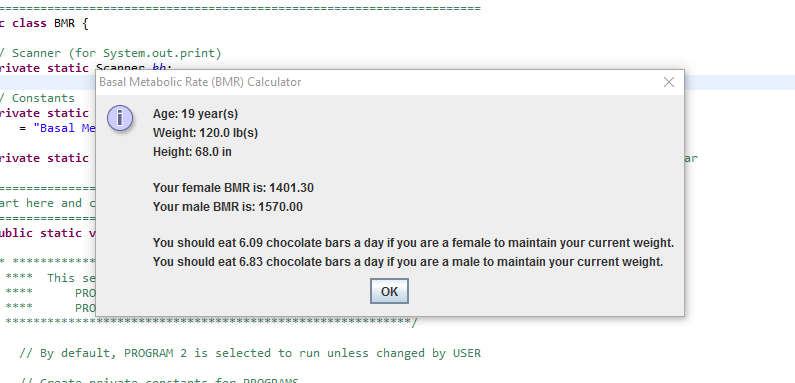 c class BMR {
/ Scanner (for System.out.print)
rivate static Scanner kb;
Basal Metabolic Rate (BMR) Calculator
/ Constants
rivate static
= "Basal Me
rivate static
ar
Age: 19 year(s)
Weight: 120.0 lb(s)
Height: 68.0 in
Your female BMR is: 1401.30
Your male BMR is: 1570.00
You should eat 6.09 chocolate bars a day if you are a female to maintain your current weight.
You should eat 6.83 chocolate bars a day if you are a male to maintain your current weight.
OK
art here and c
ublic static v
* **************
**** This se
**** PRO
**** PRO
**********************************************************/
// By default, PROGRAM 2 is selected to run unless changed by USER
// Create private constants for PROGRAMS